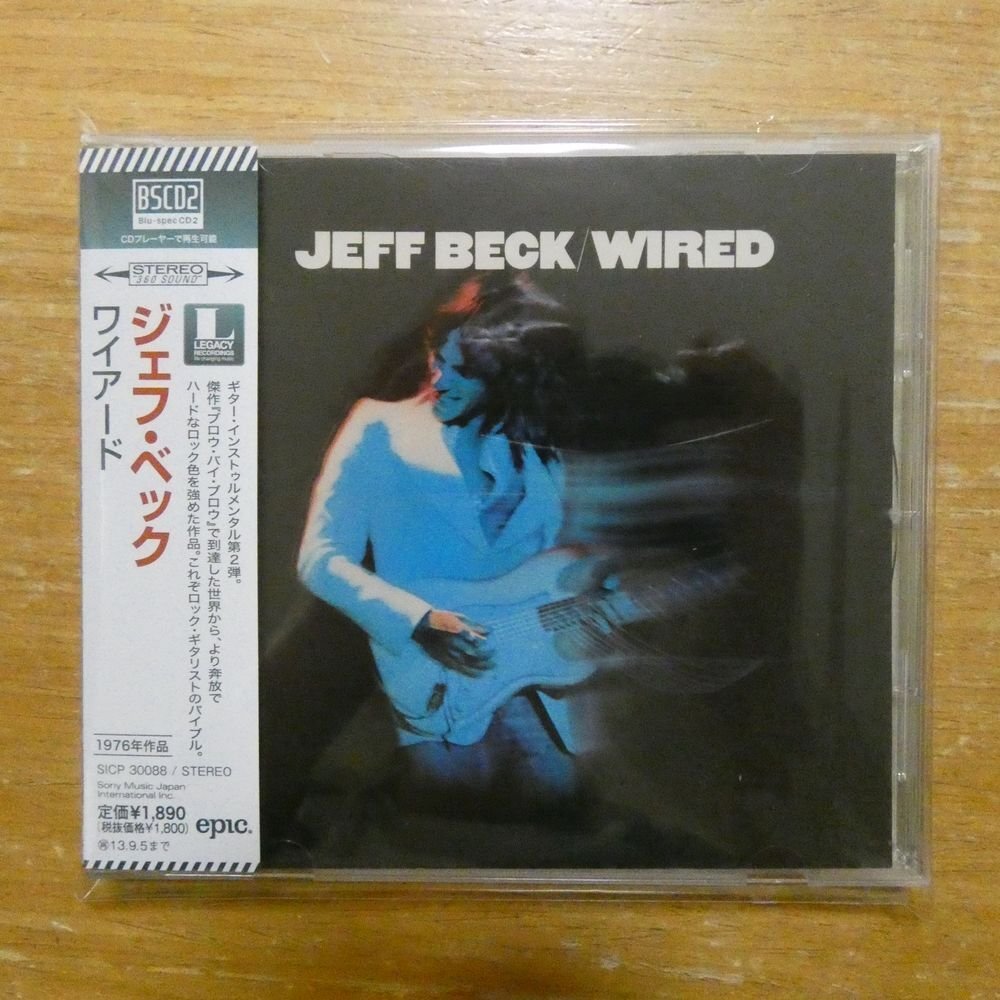 BSCD2
Blu-spec CD2
CDプレーヤーで再生可能
STEREO
"360 SOUND"
L
LEGACY
RECORDINGS
life changing music
ジェフ・ベック
ワイアード
ギター・インストゥルメンタル第2弾。
傑作『ブロウ・バイ・ブロウ』で到達した世界から、より奔放で
ハードなロック色を強めた作品。これぞロック・ギタリストのバイブル。
1976年作品
SICP 30088 / STEREO
Sony Music Japan
International Inc.
定価¥1,890
(税抜価格¥1,800)
epic.
13.9.5まで
JEFF BECK/WIRED